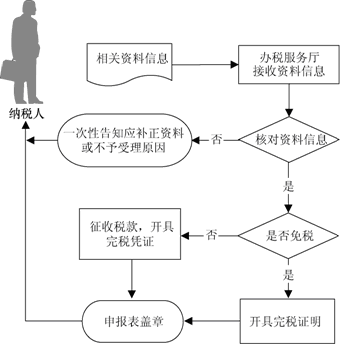 相关资料信息
办税服务厅
接收资料信息
纳税人
一次性告知应补正资料
或不予受理原因
否
核对资料信息
是
征收税款，开具
完税凭证
否
是否免税
是
申报表盖章
开具完税证明